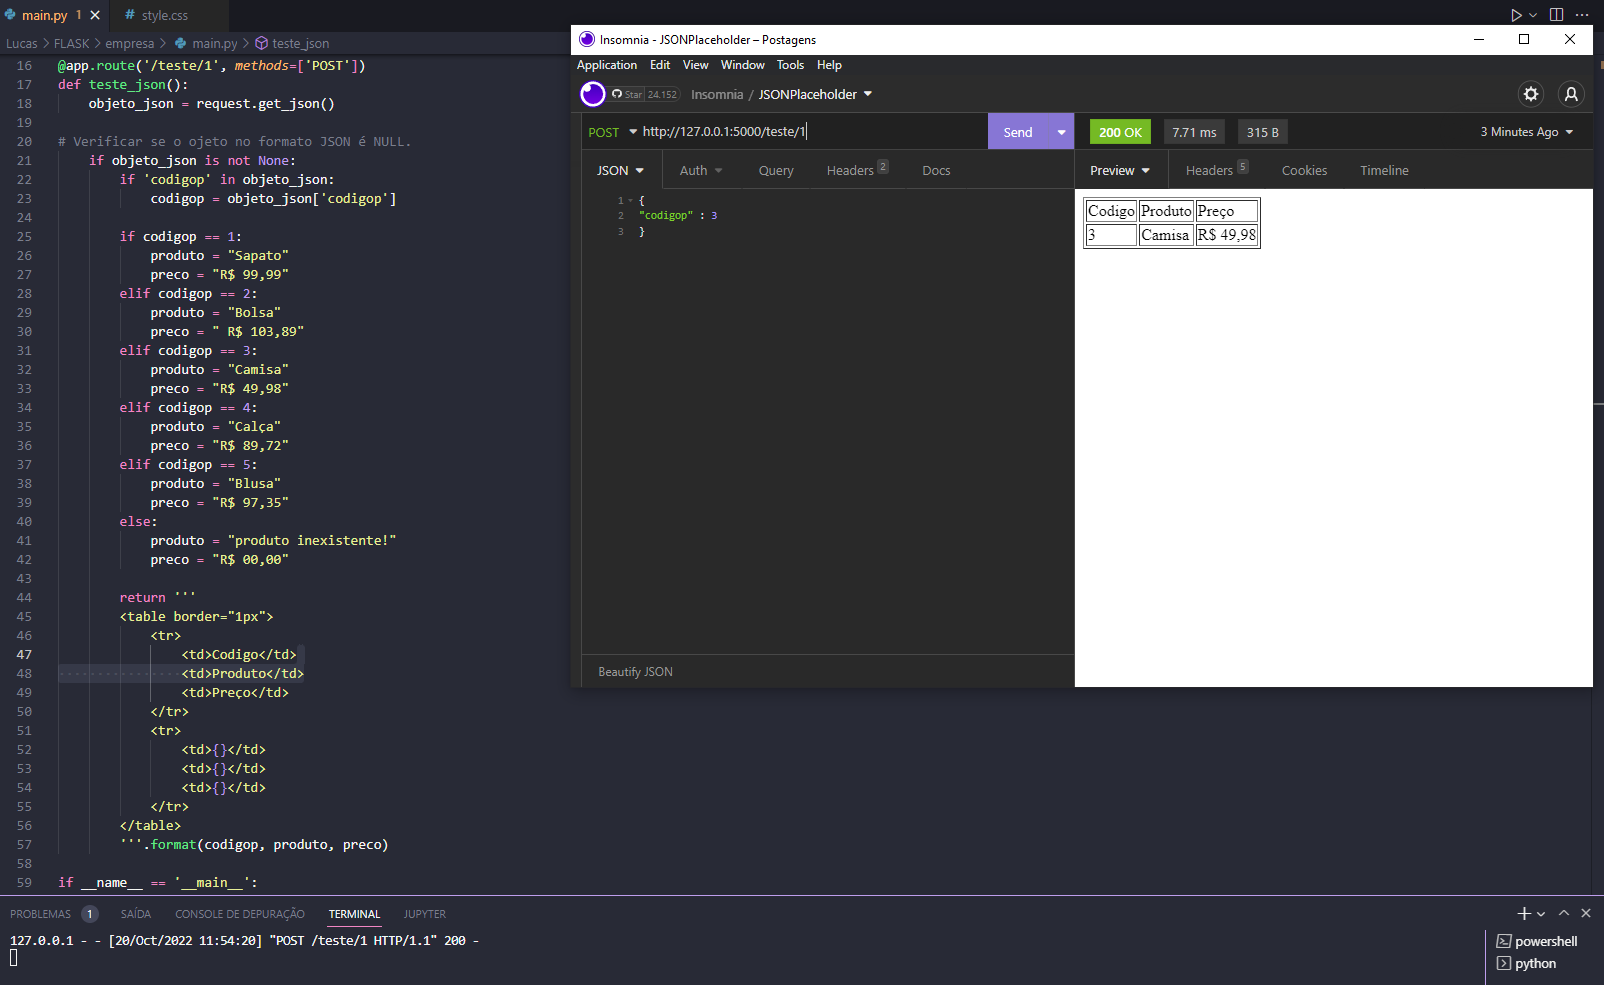 main.py 1
# style.css
Lucas > FLASK > empresa > main.py > teste_json
16 @app.route('/teste/1', methods=['POST'])
17 def teste_json():
18 objeto_json = request.get_json()
19
20 # Verificar se o ojeto no formato JSON é NULL.
21 if objeto_json is not None:
22 if 'codigop' in objeto_json:
23 codigop = objeto_json['codigop']
24
25 if codigop == 1:
26 produto = "Sapato"
27 preco = "R$ 99,99"
28 elif codigop == 2:
29 produto = "Bolsa"
30 preco = " R$ 103,89"
31 elif codigop == 3:
32 produto = "Camisa"
33 preco = "R$ 49,98"
34 elif codigop == 4:
35 produto = "Calça"
36 preco = "R$ 89,72"
37 elif codigop == 5:
38 produto = "Blusa"
39 preco = "R$ 97,35"
40 else:
41 produto = "produto inexistente!"
42 preco = "R$ 00,00"
43
44 return '''
45 <table border="1px">
46 <tr>
47 <td>Codigo</td>
48 <td>Produto</td>
49 <td>Preço</td>
50 </tr>
51 <tr>
52 <td>{}</td>
53 <td>{}</td>
54 <td>{}</td>
55 </tr>
56 </table>
57 '''.format(codigop, produto, preco)
58
59 if __name__ == '__main__':
Insomnia - JSONPlaceholder – Postagens
Application Edit View Window Tools Help
Star 24.152 Insomnia / JSONPlaceholder
POST http://127.0.0.1:5000/teste/1 Send
200 OK 7.71 ms 315 B 3 Minutes Ago
JSON Auth Query Headers 2 Docs
Preview Headers 5 Cookies Timeline
1 {
2 "codigop" : 3
3 }
Codigo Produto Preço
3 Camisa R$ 49,98
Beautify JSON
PROBLEMAS 1 SAÍDA CONSOLE DE DEPURAÇÃO TERMINAL JUPYTER
127.0.0.1 - - [20/Oct/2022 11:54:20] "POST /teste/1 HTTP/1.1" 200 -
powershell
python